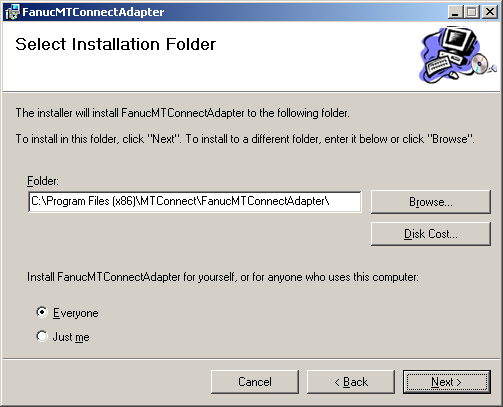 FanucMTConnectAdapter
Select Installation Folder
The installer will install FanucMTConnectAdapter to the following folder.
To install in this folder, click "Next". To install to a different folder, enter it below or click "Browse".
Folder:
C:\Program Files (x86)\MTConnect\FanucMTConnectAdapter\
Browse...
Disk Cost...
Install FanucMTConnectAdapter for yourself, or for anyone who uses this computer:
Everyone
Just me
Cancel
< Back
Next >